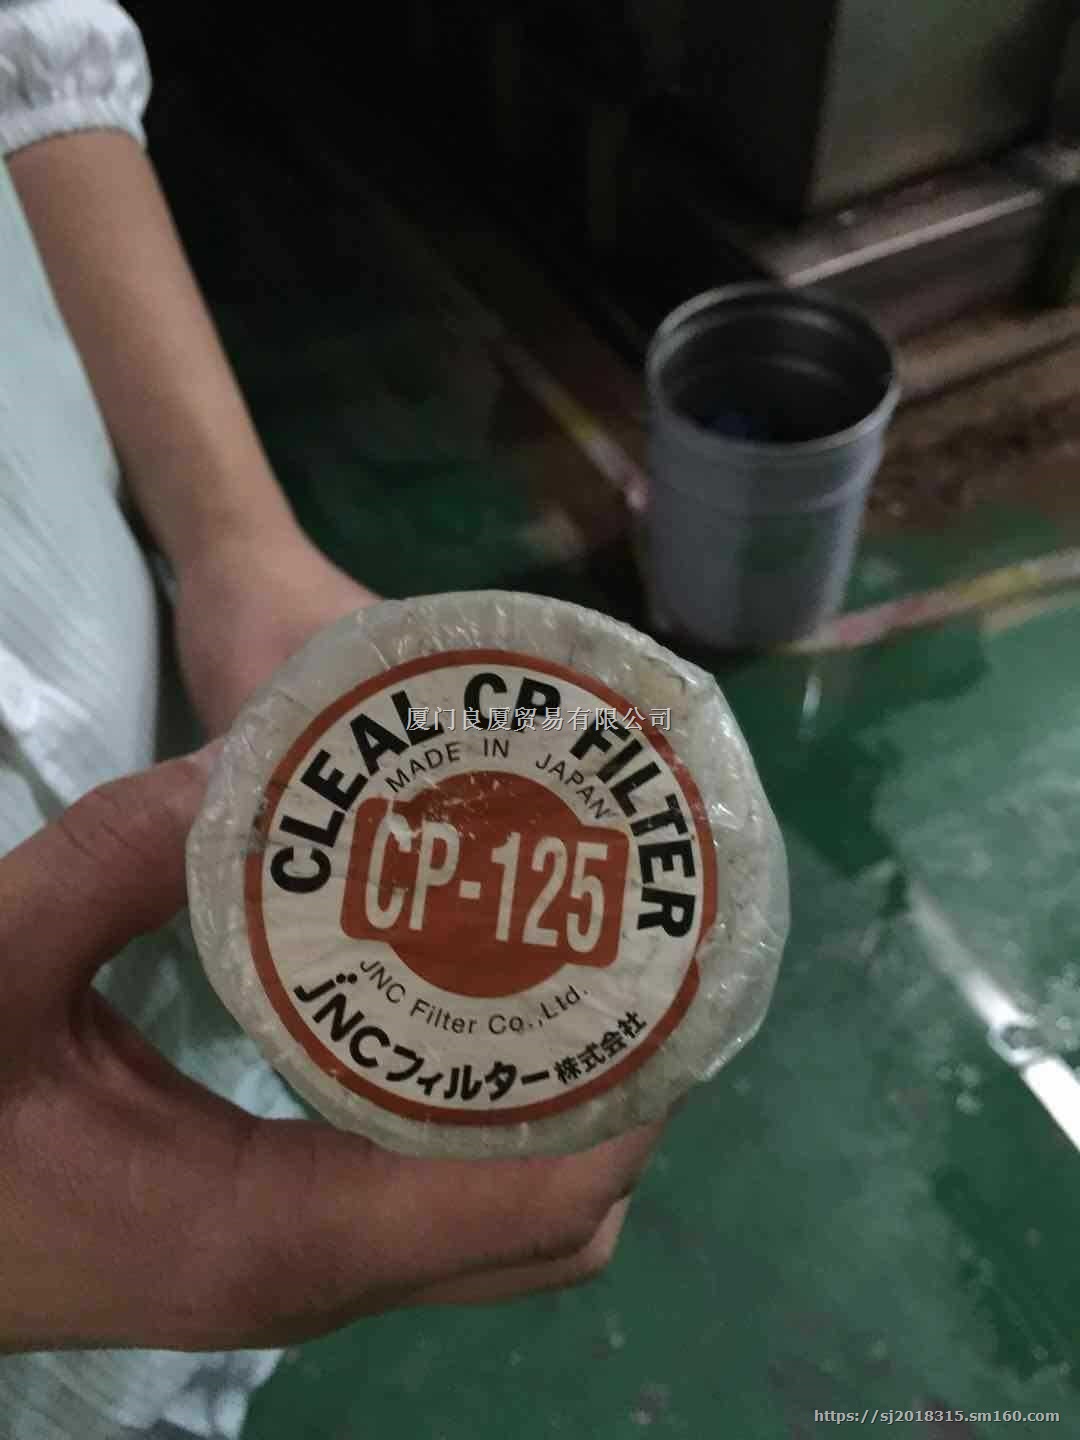 CLEAL CP FILTER
厦门良厦贸易有限公司
MADE IN JAPAN
CP-125
JNC Filter Co.,Ltd.
JNCフィルター株式会社
https://sj2018315.sm160.com